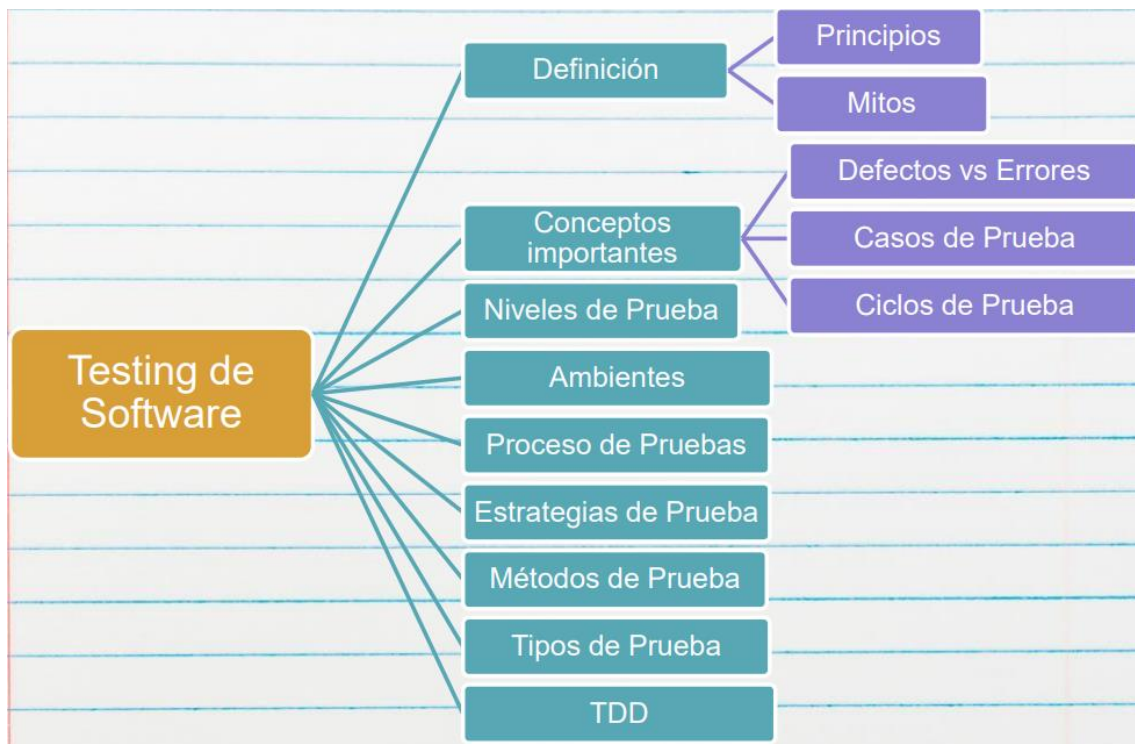 Testing de
Software
Definición
Principios
Mitos
Conceptos
importantes
Defectos vs Errores
Casos de Prueba
Ciclos de Prueba
Niveles de Prueba
Ambientes
Proceso de Pruebas
Estrategias de Prueba
Métodos de Prueba
Tipos de Prueba
TDD